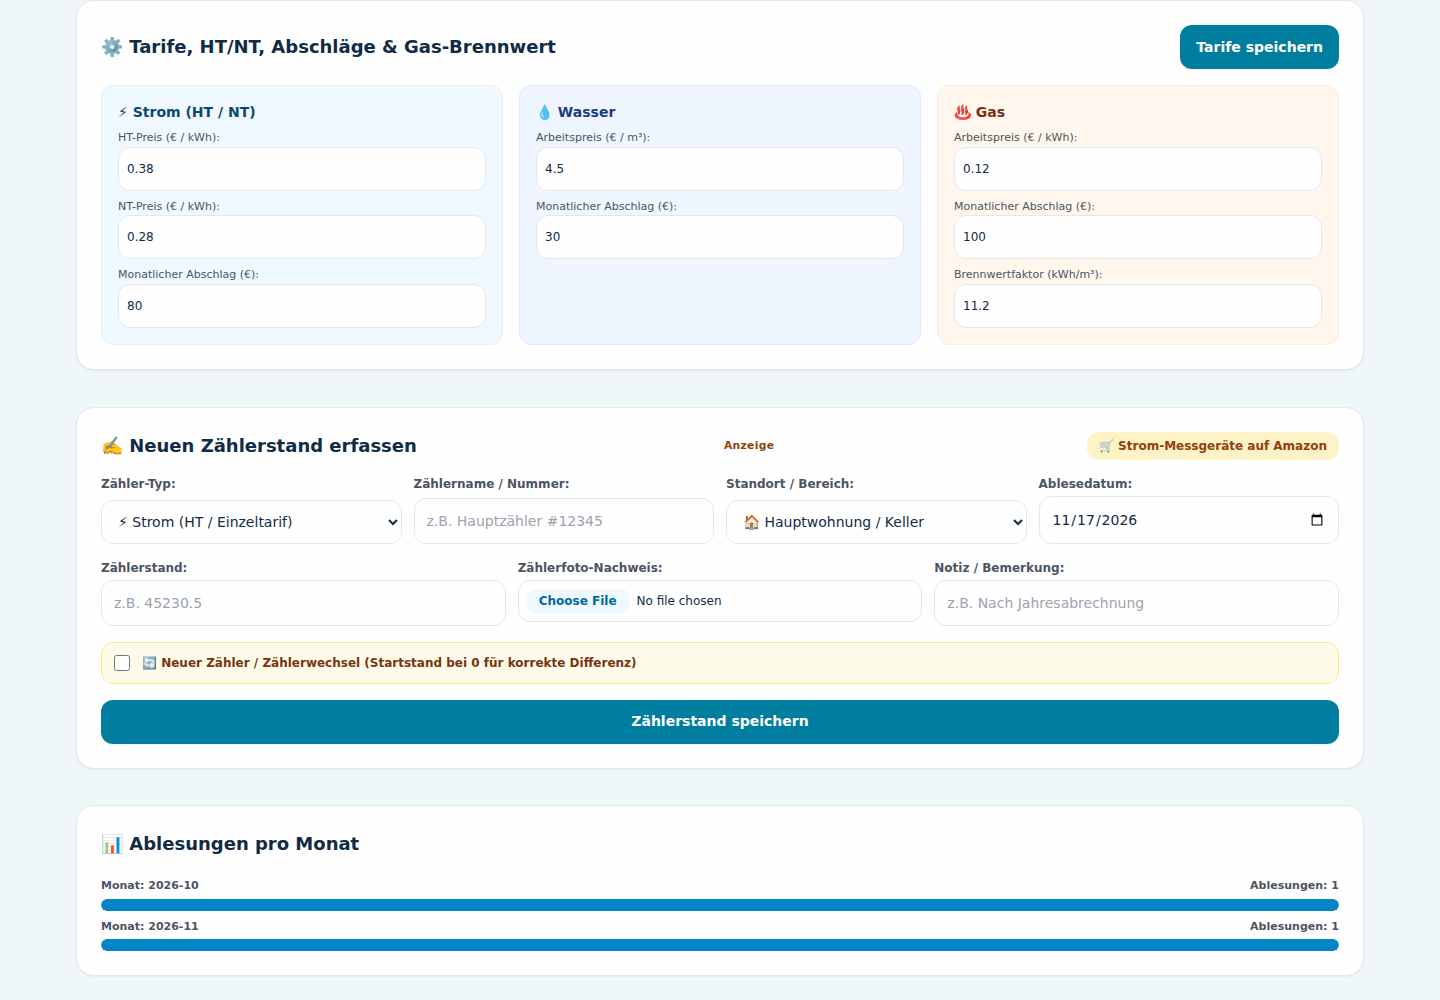 ⚙️ Tarife, HT/NT, Abschläge & Gas-Brennwert
Tarife speichern
⚡ Strom (HT / NT)
HT-Preis (€ / kWh):
0.38
NT-Preis (€ / kWh):
0.28
Monatlicher Abschlag (€):
80
💧 Wasser
Arbeitspreis (€ / m³):
4.5
Monatlicher Abschlag (€):
30
♨️ Gas
Arbeitspreis (€ / kWh):
0.12
Monatlicher Abschlag (€):
100
Brennwertfaktor (kWh/m³):
11.2
✍️ Neuen Zählerstand erfassen
Anzeige
🛒 Strom-Messgeräte auf Amazon
Zähler-Typ:
⚡ Strom (HT / Einzeltarif)
Zählername / Nummer:
z.B. Hauptzähler #12345
Standort / Bereich:
🏠 Hauptwohnung / Keller
Ablesedatum:
11/17/2026
Zählerstand:
z.B. 45230.5
Zählerfoto-Nachweis:
Choose File No file chosen
Notiz / Bemerkung:
z.B. Nach Jahresabrechnung
🔄 Neuer Zähler / Zählerwechsel (Startstand bei 0 für korrekte Differenz)
Zählerstand speichern
📊 Ablesungen pro Monat
Monat: 2026-10
Ablesungen: 1
Monat: 2026-11
Ablesungen: 1